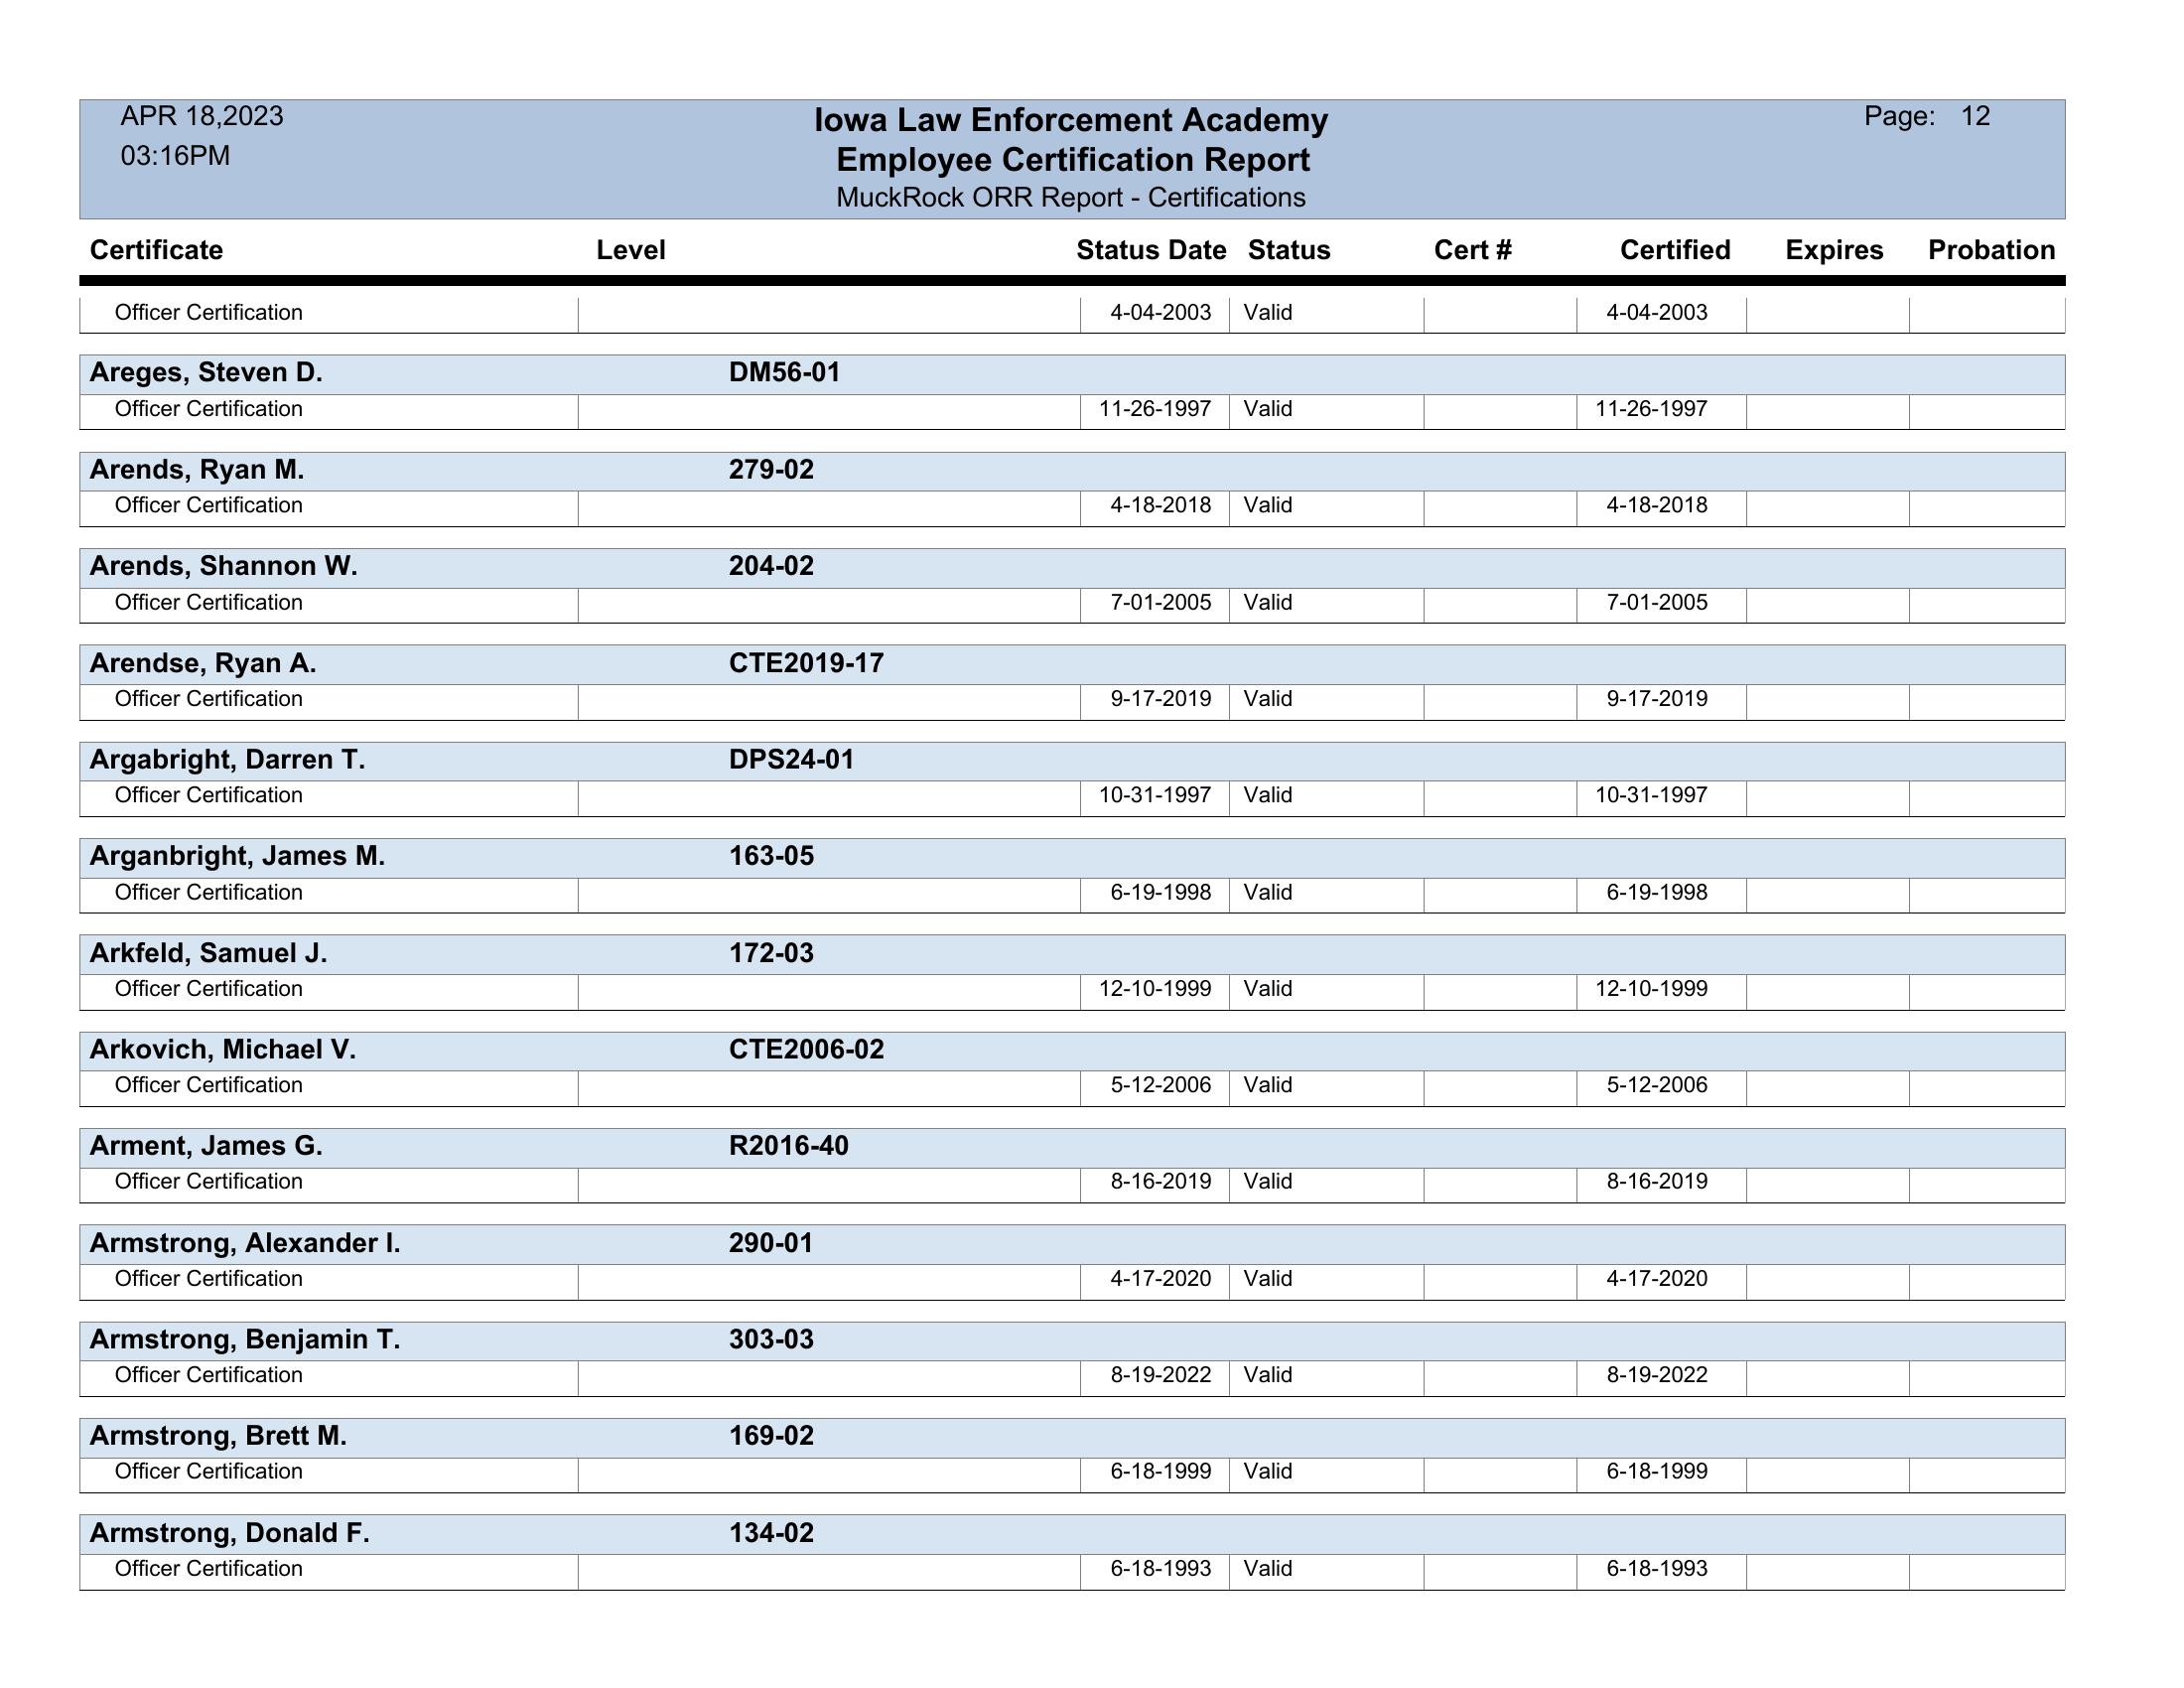 APR 18,2023
03:16PM
Iowa Law Enforcement Academy
Employee Certification Report
MuckRock ORR Report - Certifications
Page: 12
Certificate Level Status Date Status Cert # Certified Expires Probation
Officer Certification 4-04-2003 Valid 4-04-2003
Areges, Steven D. DM56-01
Officer Certification 11-26-1997 Valid 11-26-1997
Arends, Ryan M. 279-02
Officer Certification 4-18-2018 Valid 4-18-2018
Arends, Shannon W. 204-02
Officer Certification 7-01-2005 Valid 7-01-2005
Arendse, Ryan A. CTE2019-17
Officer Certification 9-17-2019 Valid 9-17-2019
Argabright, Darren T. DPS24-01
Officer Certification 10-31-1997 Valid 10-31-1997
Arganbright, James M. 163-05
Officer Certification 6-19-1998 Valid 6-19-1998
Arkfeld, Samuel J. 172-03
Officer Certification 12-10-1999 Valid 12-10-1999
Arkovich, Michael V. CTE2006-02
Officer Certification 5-12-2006 Valid 5-12-2006
Arment, James G. R2016-40
Officer Certification 8-16-2019 Valid 8-16-2019
Armstrong, Alexander I. 290-01
Officer Certification 4-17-2020 Valid 4-17-2020
Armstrong, Benjamin T. 303-03
Officer Certification 8-19-2022 Valid 8-19-2022
Armstrong, Brett M. 169-02
Officer Certification 6-18-1999 Valid 6-18-1999
Armstrong, Donald F. 134-02
Officer Certification 6-18-1993 Valid 6-18-1993